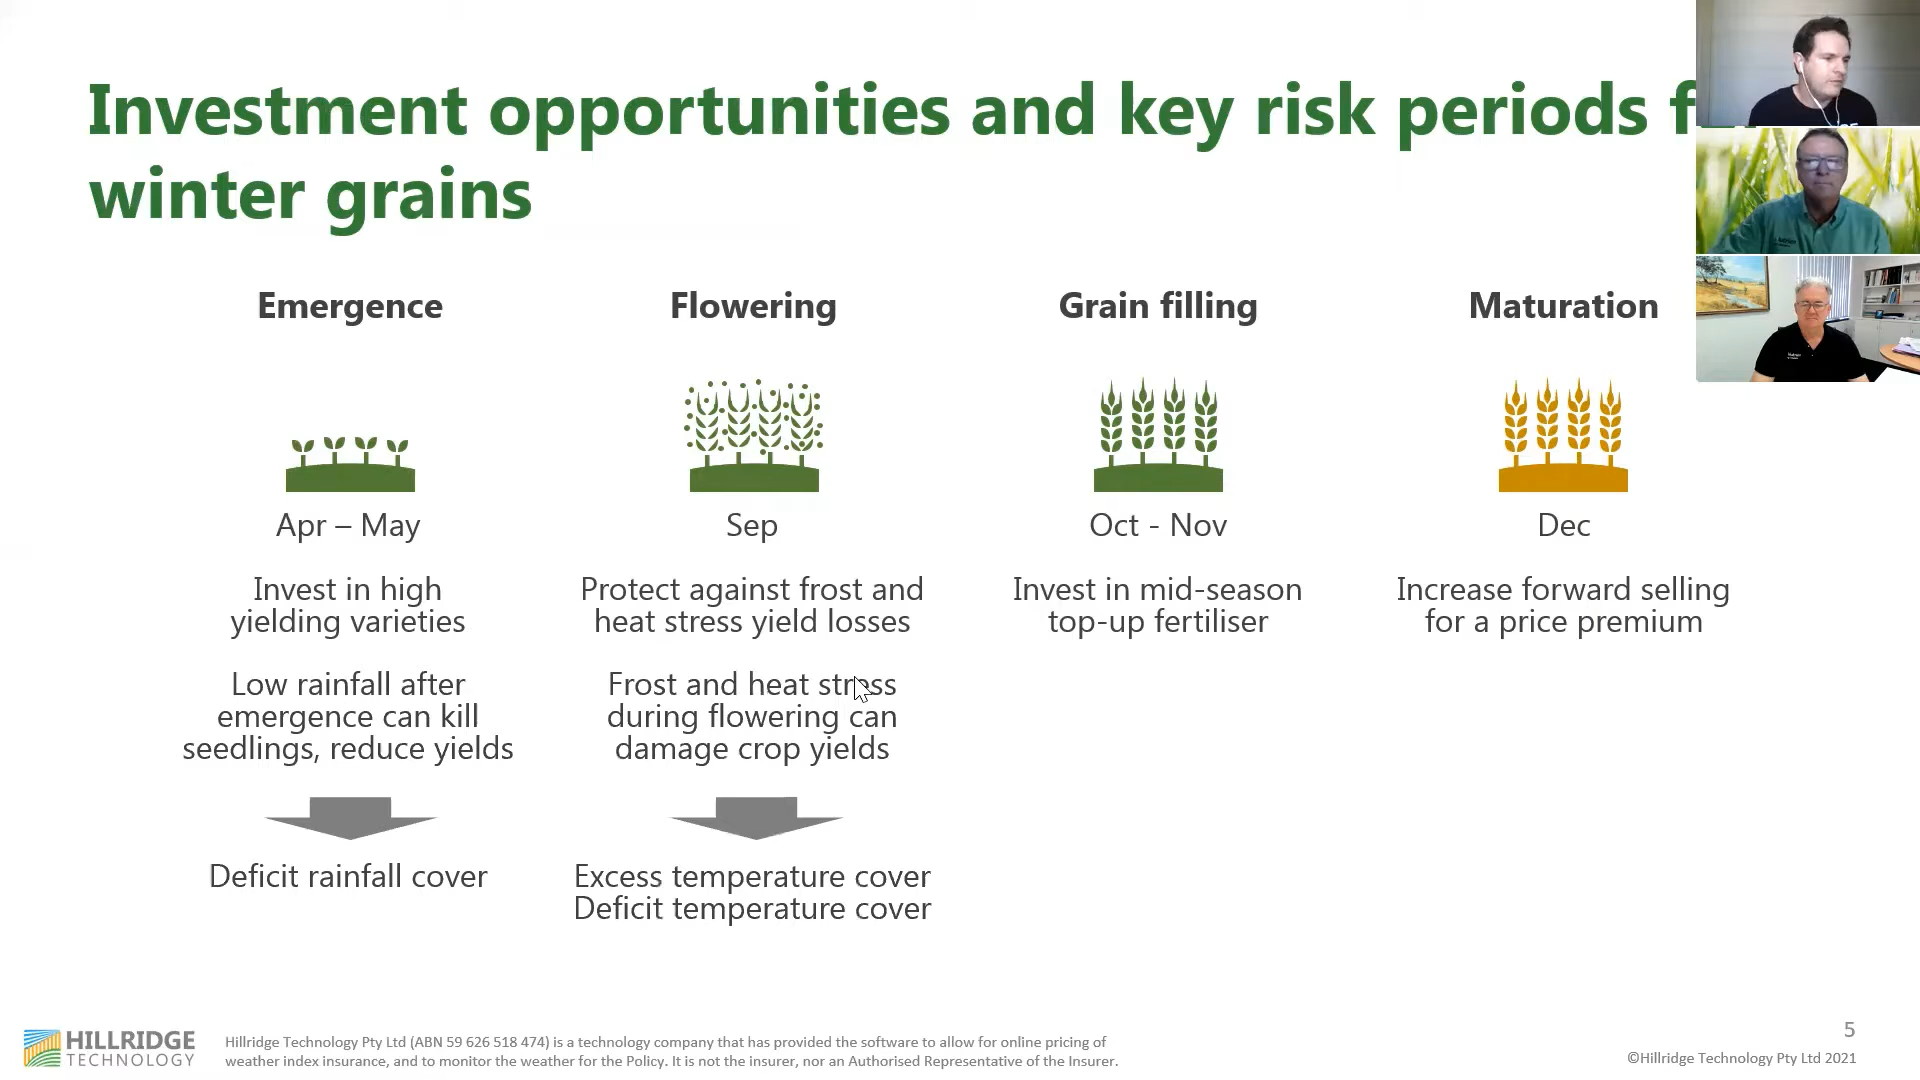 Investment opportunities and key risk periods
winter grains
Emergence
Flowering
Grain filling
Maturation
Apr – May
Sep
Oct - Nov
Dec
Invest in high
yielding varieties
Protect against frost and
heat stress yield losses
Invest in mid-season
top-up fertiliser
Increase forward selling
for a price premium
Low rainfall after
emergence can kill
seedlings, reduce yields
Frost and heat stress
during flowering can
damage crop yields
Deficit rainfall cover
Excess temperature cover
Deficit temperature cover
HILLRIDGE
TECHNOLOGY
Hillridge Technology Pty Ltd (ABN 59 626 518 474) is a technology company that has provided the software to allow for online pricing of
weather index insurance, and to monitor the weather for the Policy. It is not the insurer, nor an Authorised Representative of the Insurer.
5
©Hillridge Technology Pty Ltd 2021